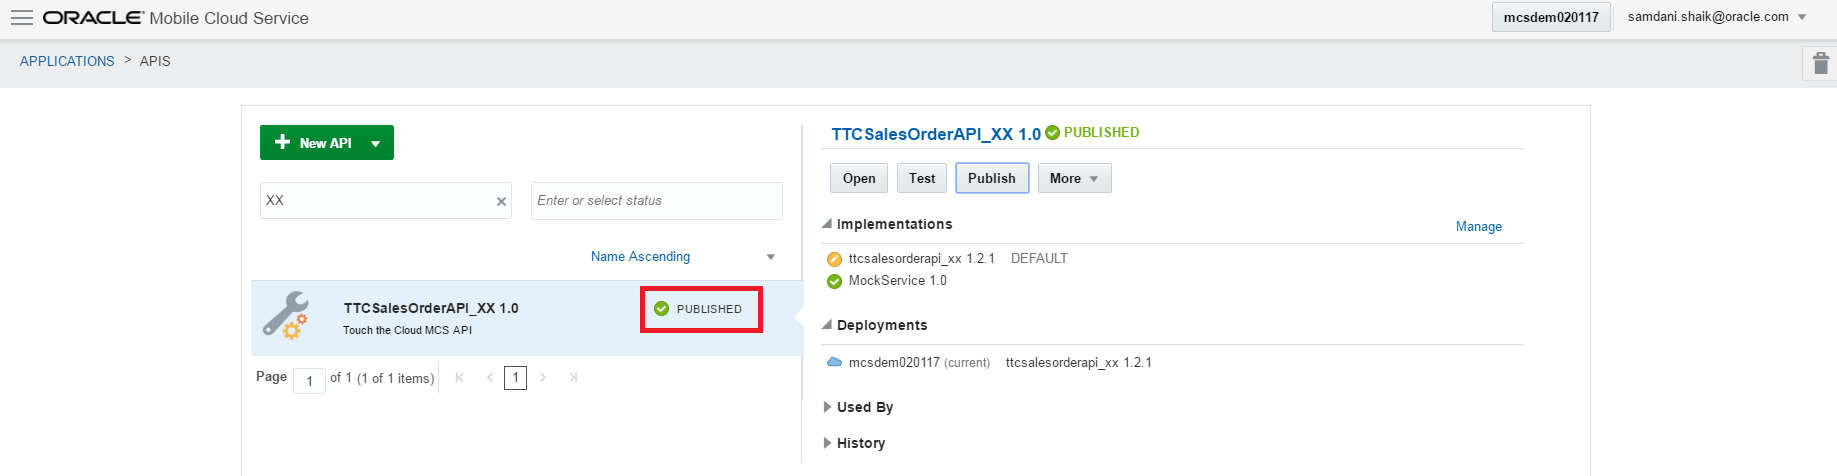 ORACLE Mobile Cloud Service
mcsdem020117
samdani.shaik@oracle.com
APPLICATIONS > APIS
New API
XX
Enter or select status
Name Ascending
TTCSalesOrderAPI_XX 1.0
PUBLISHED
Touch the Cloud MCS API
Page 1 of 1 (1 of 1 items) 1
TTCSalesOrderAPI_XX 1.0 PUBLISHED
Open Test Publish More
Implementations
Manage
ttcsalesorderapi_xx 1.2.1 DEFAULT
MockService 1.0
Deployments
mcsdem020117 (current) ttcsalesorderapi_xx 1.2.1
Used By
History